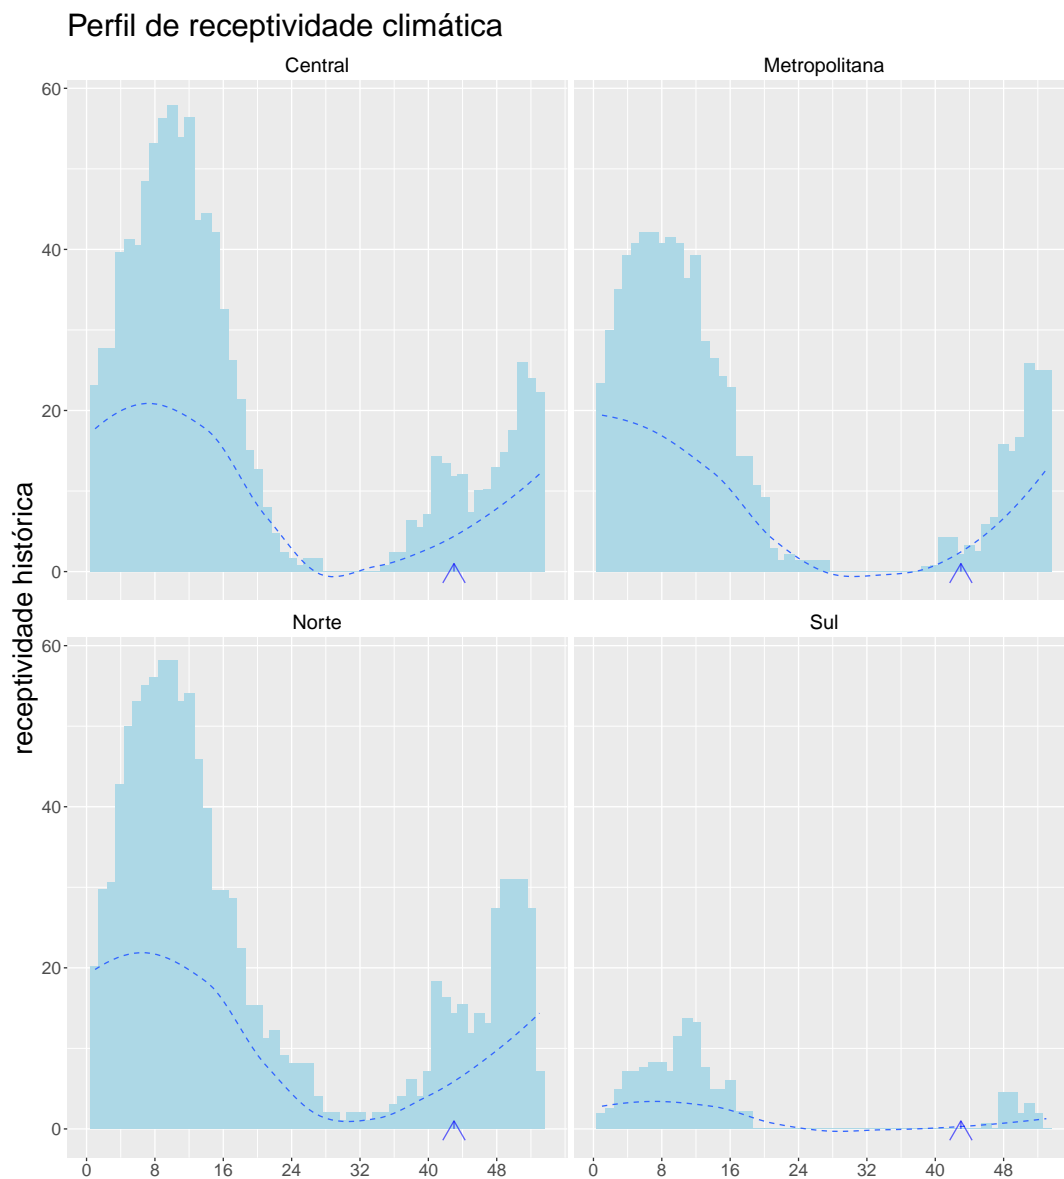 Perfil de receptividade climática
Central
Metropolitana
60
40
20
0
Norte
Sul
60
40
20
0
receptividade histórica
0 8 16 24 32 40 48
0 8 16 24 32 40 48